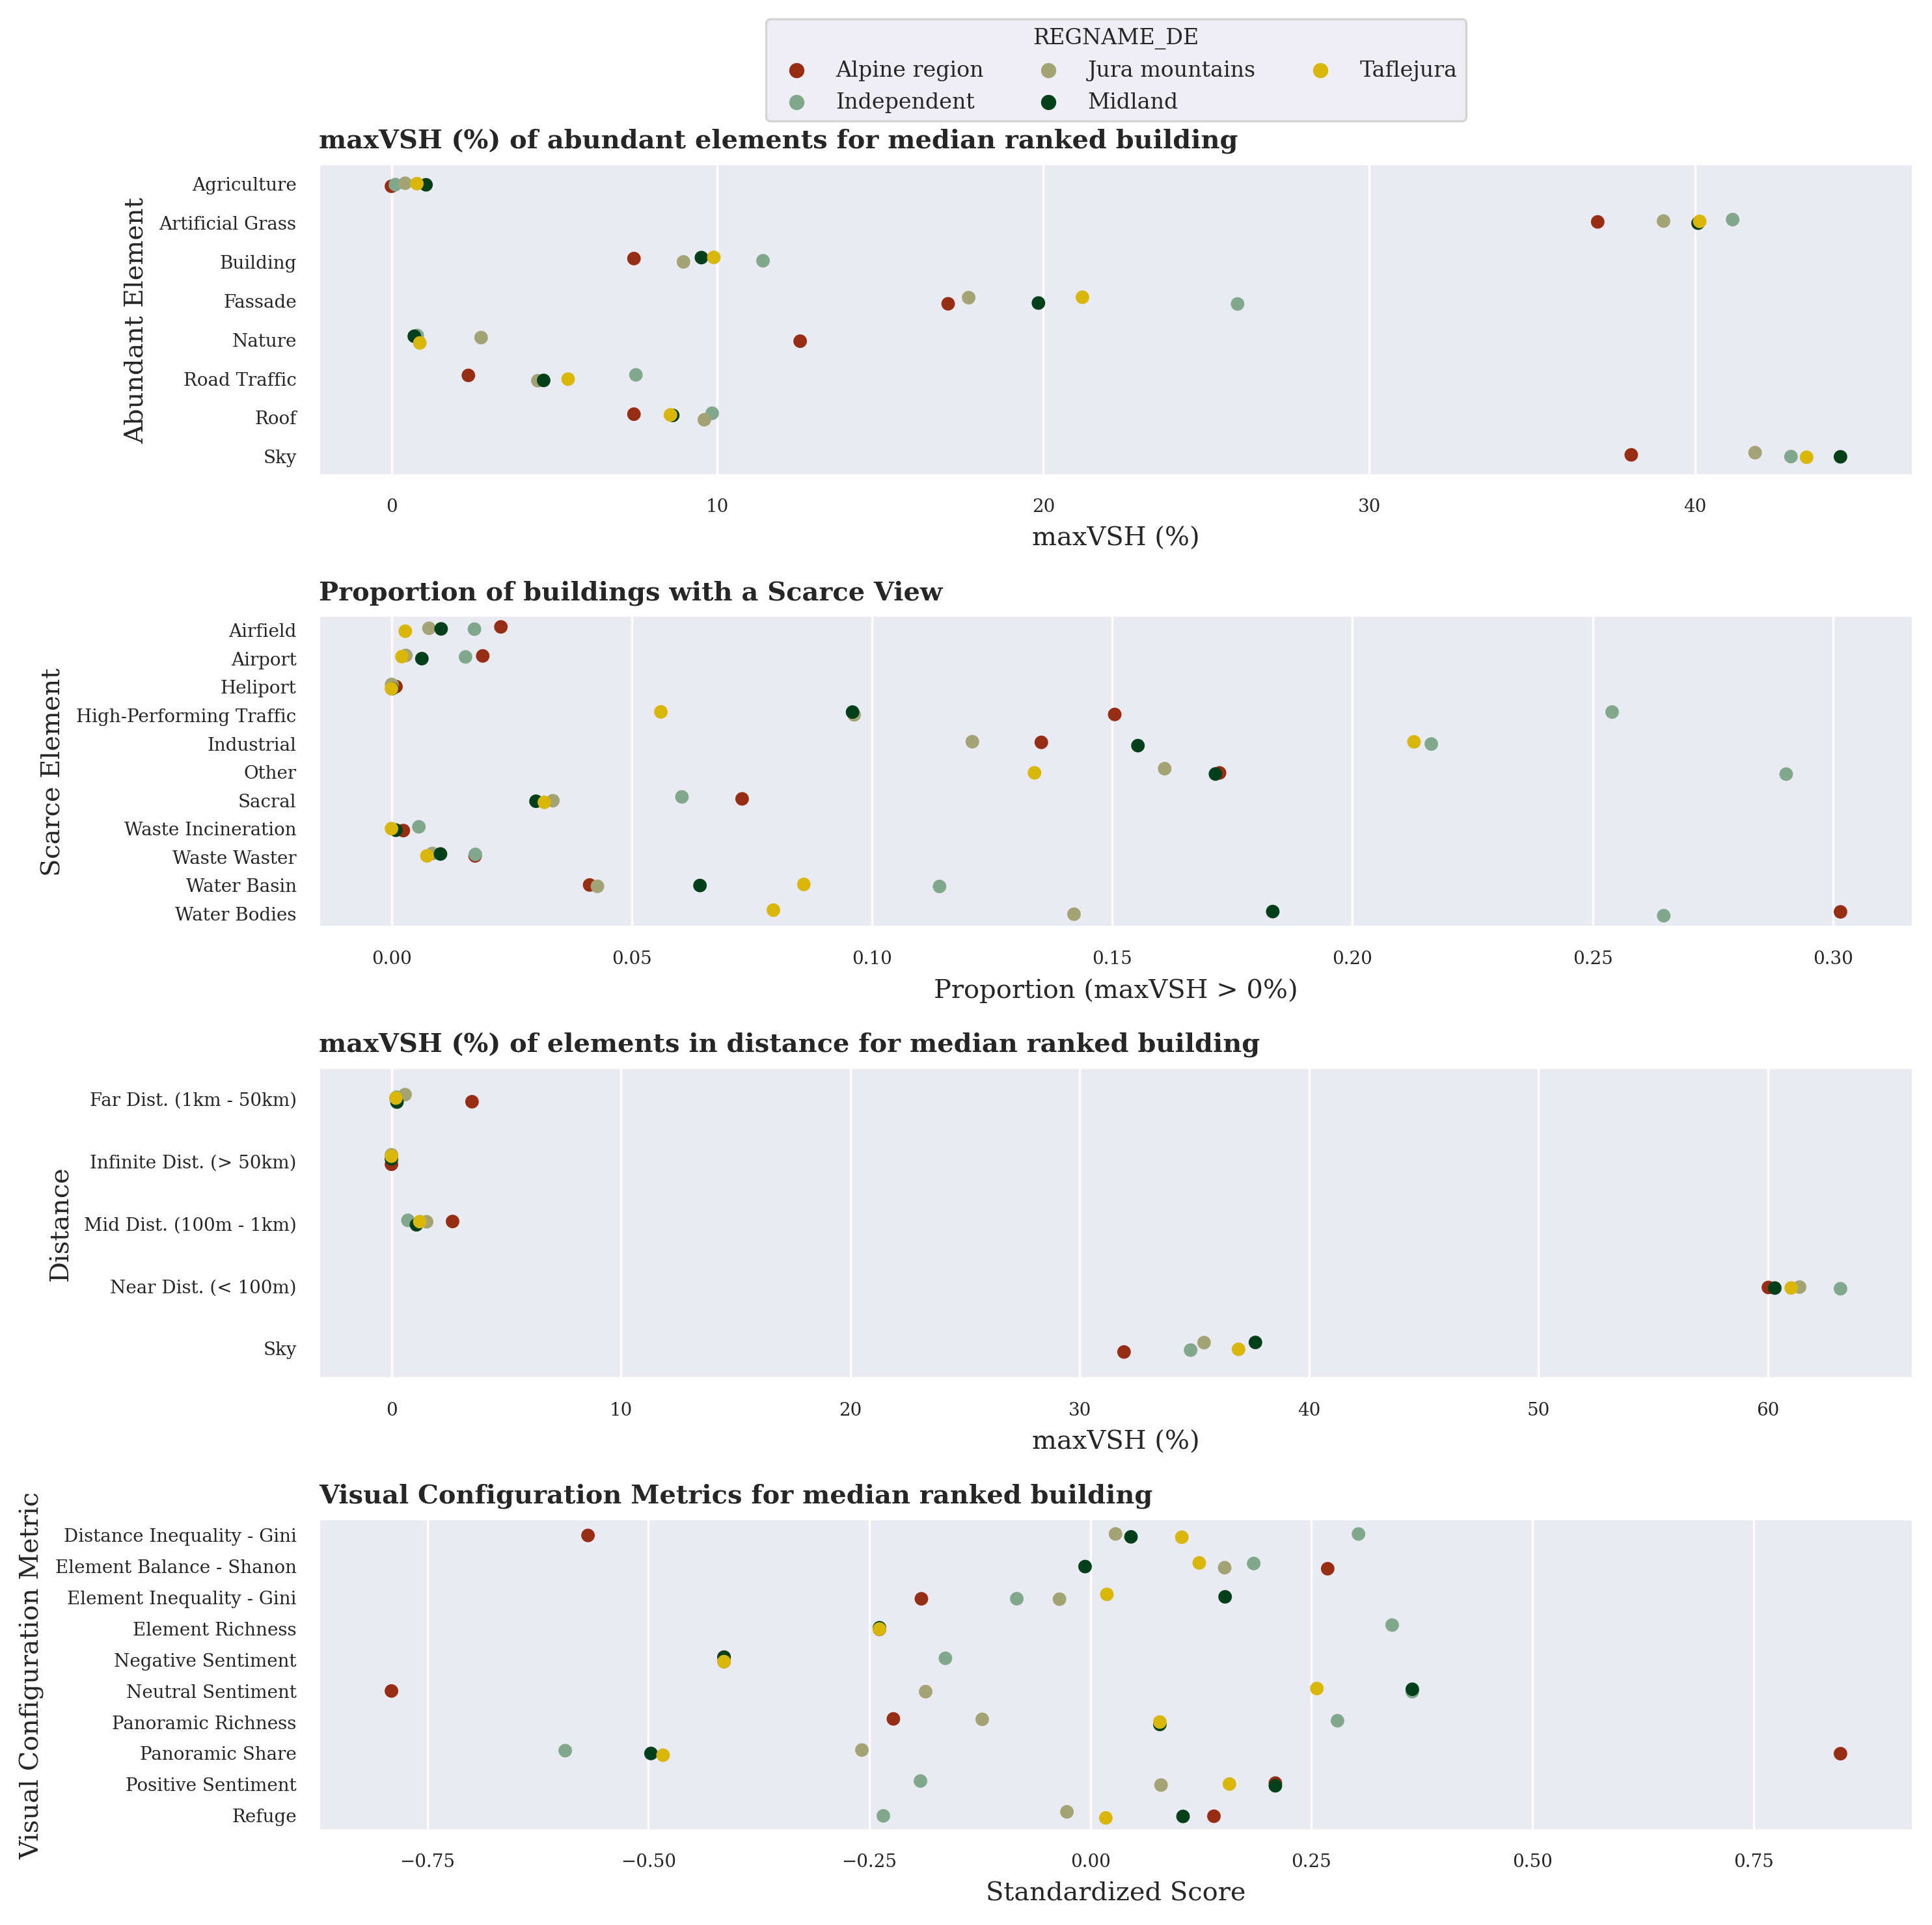 REGNAME_DE
Alpine region
Jura mountains
Taflejura
Independent
Midland
maxVSH (%) of abundant elements for median ranked building
Abundant Element
Agriculture
Artificial Grass
Building
Fassade
Nature
Road Traffic
Roof
Sky
0 10 20 30 40
maxVSH (%)
Proportion of buildings with a Scarce View
Scarce Element
Airfield
Airport
Heliport
High-Performing Traffic
Industrial
Other
Sacral
Waste Incineration
Waste Waster
Water Basin
Water Bodies
0.00 0.05 0.10 0.15 0.20 0.25 0.30
Proportion (maxVSH > 0%)
maxVSH (%) of elements in distance for median ranked building
Distance
Far Dist. (1km - 50km)
Infinite Dist. (> 50km)
Mid Dist. (100m - 1km)
Near Dist. (< 100m)
Sky
0 10 20 30 40 50 60
maxVSH (%)
Visual Configuration Metrics for median ranked building
Visual Configuration Metric
Distance Inequality - Gini
Element Balance - Shanon
Element Inequality - Gini
Element Richness
Negative Sentiment
Neutral Sentiment
Panoramic Richness
Panoramic Share
Positive Sentiment
Refuge
−0.75 −0.50 −0.25 0.00 0.25 0.50 0.75
Standardized Score